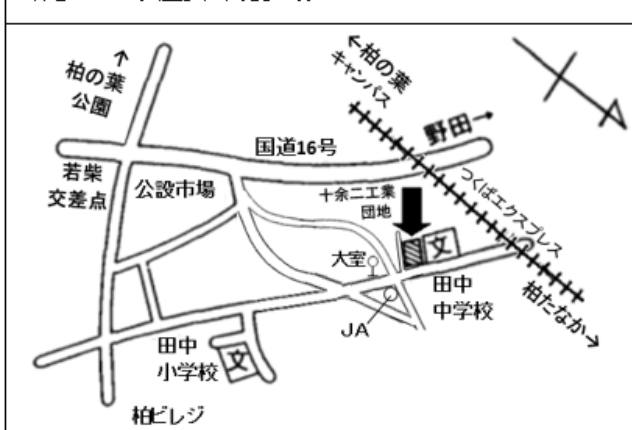 柏の葉
公園
柏の葉
キャンパス
野田
国道16号
若柴
交差点
公設市場
十余二工業
団地
つくばエクスプレス
文
大室
田中
中学校
柏たなか
JA
田中
小学校
文
柏ビレジ